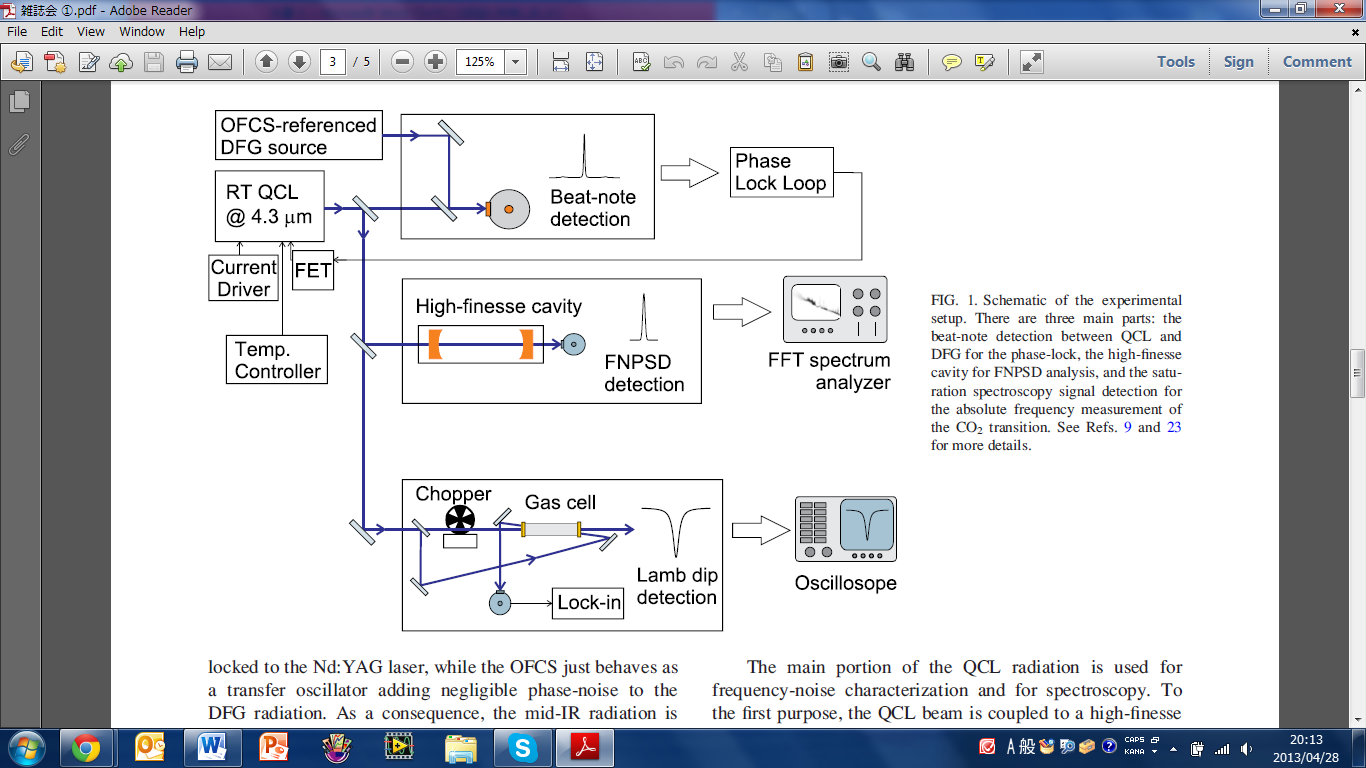 雑誌会 ①.pdf - Adobe Reader
File Edit View Window Help
3 / 5 125% Tools Sign Comment
OFCS-referenced
DFG source
RT QCL
@ 4.3 µm
Current
Driver
FET
Temp.
Controller
Beat-note
detection
Phase
Lock Loop
High-finesse cavity
FNPSD
detection
FFT spectrum
analyzer
Chopper
Gas cell
Lamb dip
detection
Lock-in
Oscillosope
FIG. 1. Schematic of the experimental
setup. There are three main parts: the
beat-note detection between QCL and
DFG for the phase-lock, the high-finesse
cavity for FNPSD analysis, and the satu-
ration spectroscopy signal detection for
the absolute frequency measurement of
the CO₂ transition. See Refs. 9 and 23
for more details.
locked to the Nd:YAG laser, while the OFCS just behaves as
a transfer oscillator adding negligible phase-noise to the
DFG radiation. As a consequence, the mid-IR radiation is
The main portion of the QCL radiation is used for
frequency-noise characterization and for spectroscopy. To
the first purpose, the QCL beam is coupled to a high-finesse
A 般 CAPS KANA
20:13
2013/04/28